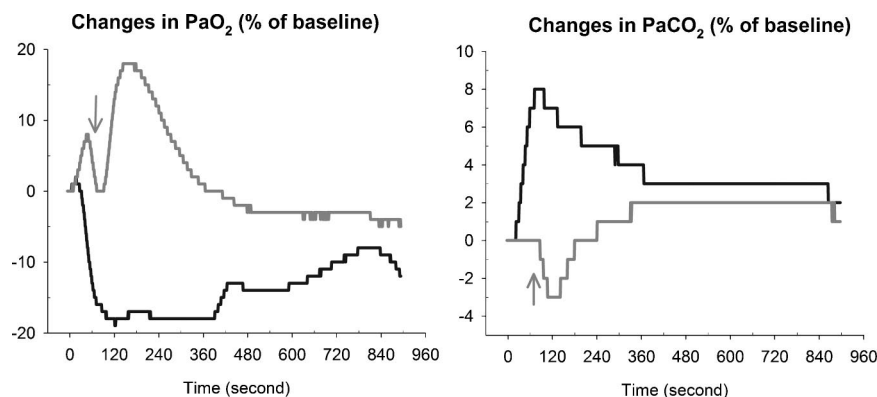 Changes in PaO₂ (% of baseline)
20
10
0
-10
-20
0 120 240 360 480 600 720 840 960
Time (second)
Changes in PaCO₂ (% of baseline)
10
8
6
4
2
0
-2
-4
0 120 240 360 480 600 720 840 960
Time (second)